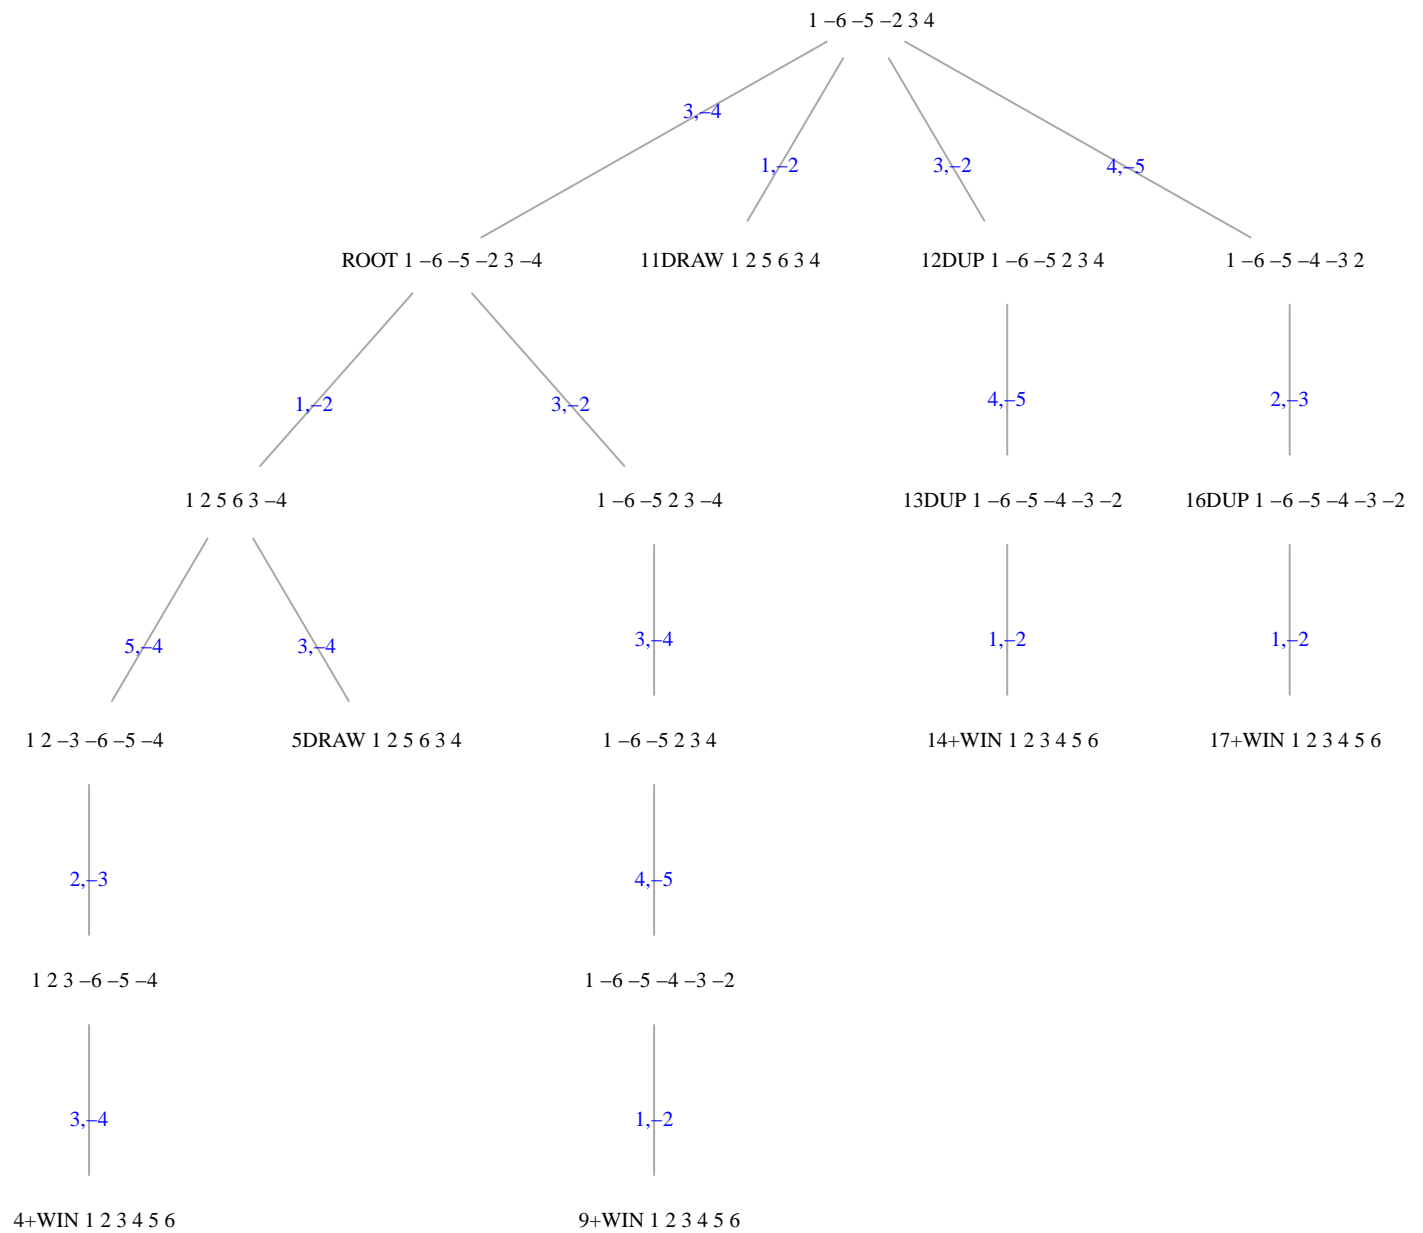 1 –6 –5 –2 3 4
3,–4
1,–2
3,–2
4,–5
ROOT 1 –6 –5 –2 3 –4
11DRAW 1 2 5 6 3 4
12DUP 1 –6 –5 2 3 4
1 –6 –5 –4 –3 2
1,–2
3,–2
4,–5
2,–3
1 2 5 6 3 –4
1 –6 –5 2 3 –4
13DUP 1 –6 –5 –4 –3 –2
16DUP 1 –6 –5 –4 –3 –2
5,–4
3,–4
3,–4
1,–2
1,–2
1 2 –3 –6 –5 –4
5DRAW 1 2 5 6 3 4
1 –6 –5 2 3 4
14+WIN 1 2 3 4 5 6
17+WIN 1 2 3 4 5 6
2,–3
4,–5
1 2 3 –6 –5 –4
1 –6 –5 –4 –3 –2
3,–4
1,–2
4+WIN 1 2 3 4 5 6
9+WIN 1 2 3 4 5 6